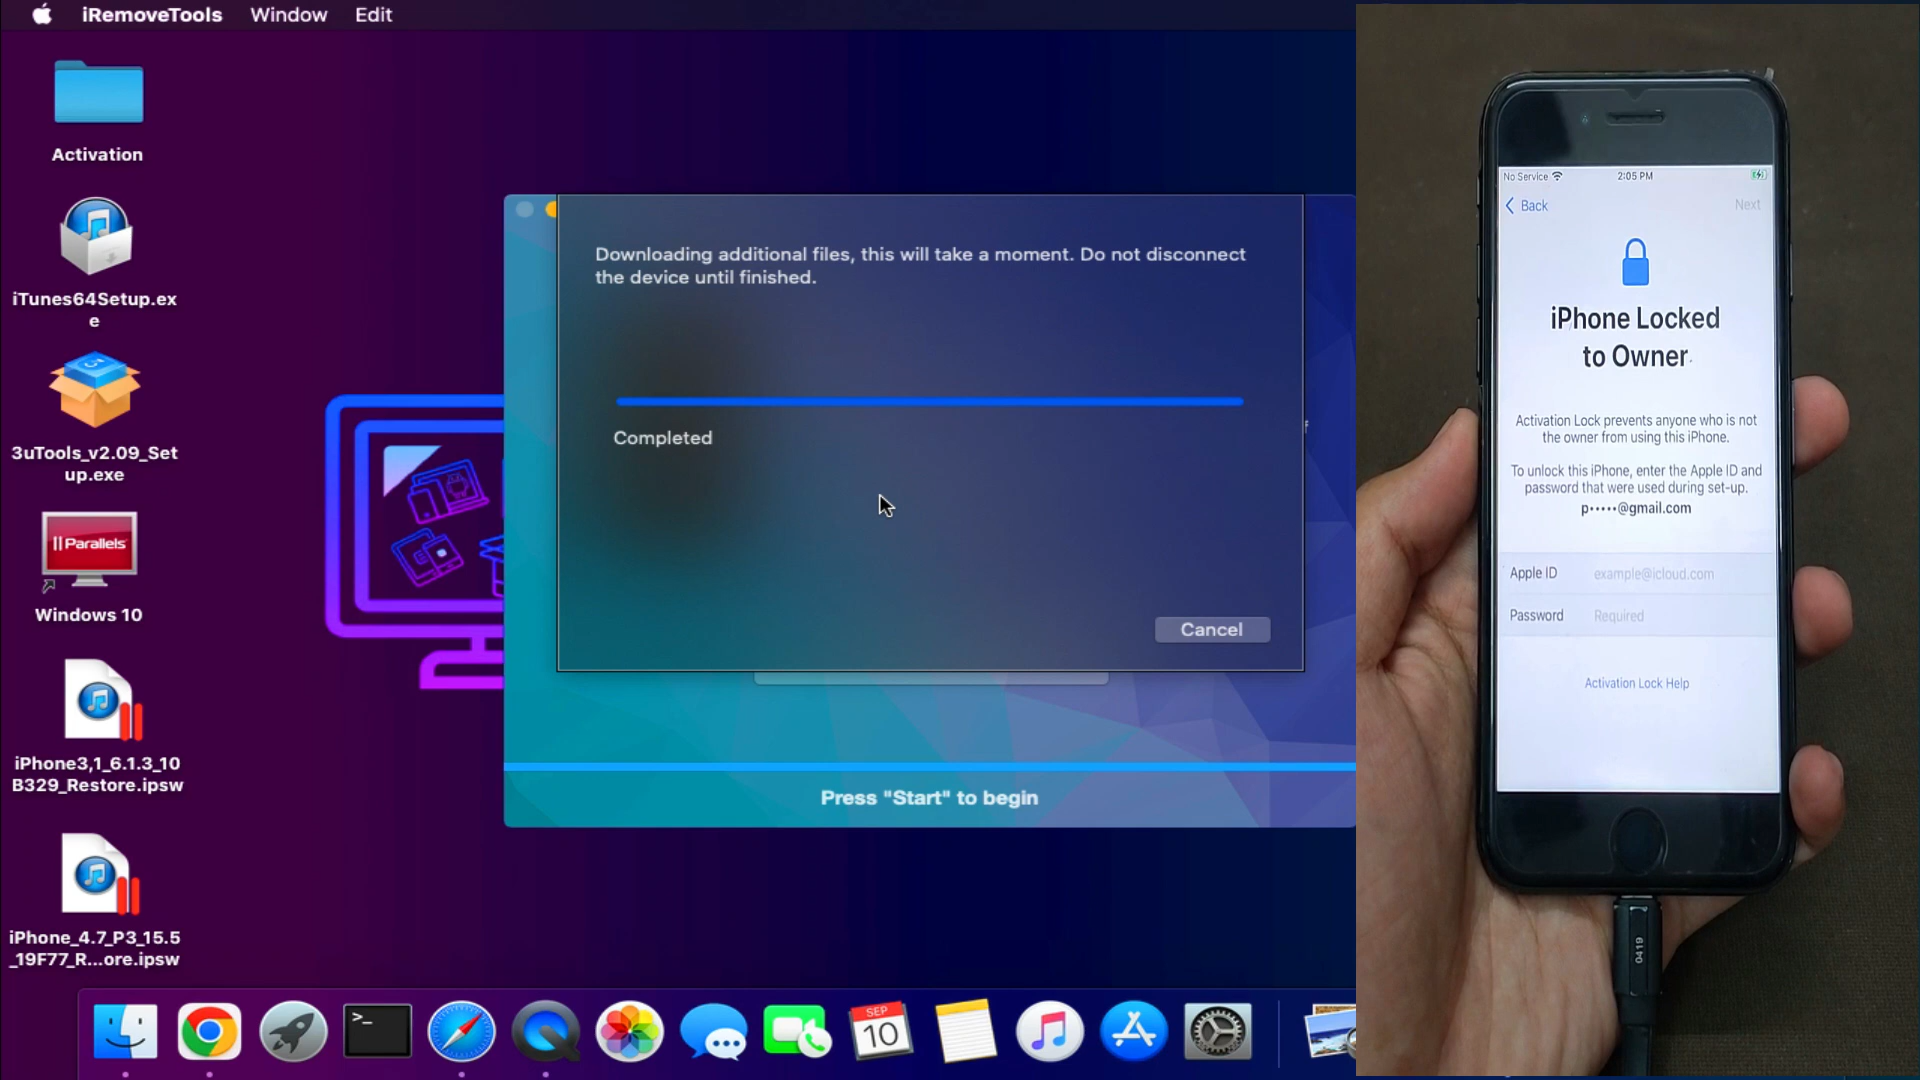 iRemoveTools Window Edit
Activation
iTunes64Setup.ex
e
3uTools_v2.09_Set
up.exe
Parallels
Windows 10
iPhone3,1_6.1.3_10
B329_Restore.ipsw
iPhone_4.7_P3_15.5
_19F77_R...ore.ipsw
Downloading additional files, this will take a moment. Do not disconnect
the device until finished.
Completed
Cancel
Press "Start" to begin
>_
SEP
10
No Service 2:05 PM
Back Next
iPhone Locked
to Owner
Activation Lock prevents anyone who is not
the owner from using this iPhone.
To unlock this iPhone, enter the Apple ID and
password that were used during set-up.
p•••••@gmail.com
Apple ID example@icloud.com
Password Required
Activation Lock Help
0419